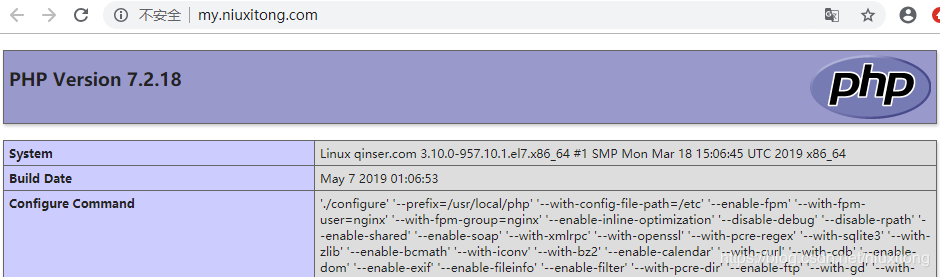 不安全 my.niuxitong.com
PHP Version 7.2.18
php
System Linux qinser.com 3.10.0-957.10.1.el7.x86_64 #1 SMP Mon Mar 18 15:06:45 UTC 2019 x86_64
Build Date May 7 2019 01:06:53
Configure Command './configure' '--prefix=/usr/local/php' '--with-config-file-path=/etc' '--enable-fpm' '--with-fpm-
user=nginx' '--with-fpm-group=nginx' '--enable-inline-optimization' '--disable-debug' '--disable-rpath' '-
-enable-shared' '--enable-soap' '--with-xmlrpc' '--with-openssl' '--with-pcre-regex' '--with-sqlite3' '--with-
zlib' '--enable-bcmath' '--with-iconv' '--with-bz2' '--enable-calendar' '--with-curl' '--with-cdb' '--enable-
dom' '--enable-exif' '--enable-fileinfo' '--enable-filter' '--with-pcre-dir' '--enable-ftp' '--with-gd' '--with-
https://blog.csdn.net/niuxitong